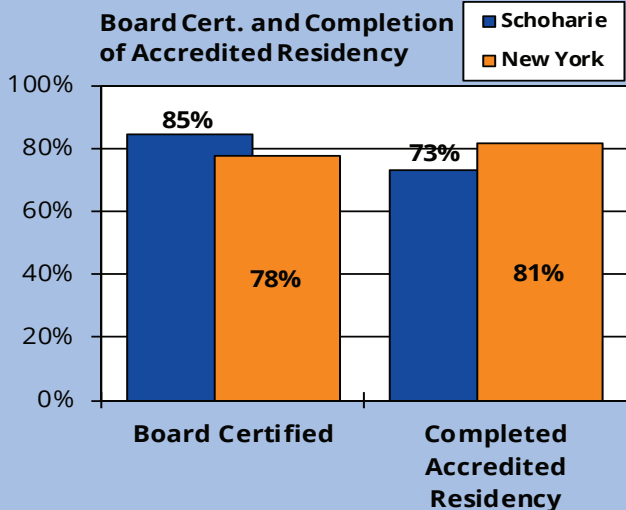 Board Cert. and Completion
of Accredited Residency
Schoharie
New York
100%
80%
60%
40%
20%
0%
85%
78%
73%
81%
Board Certified
Completed
Accredited
Residency